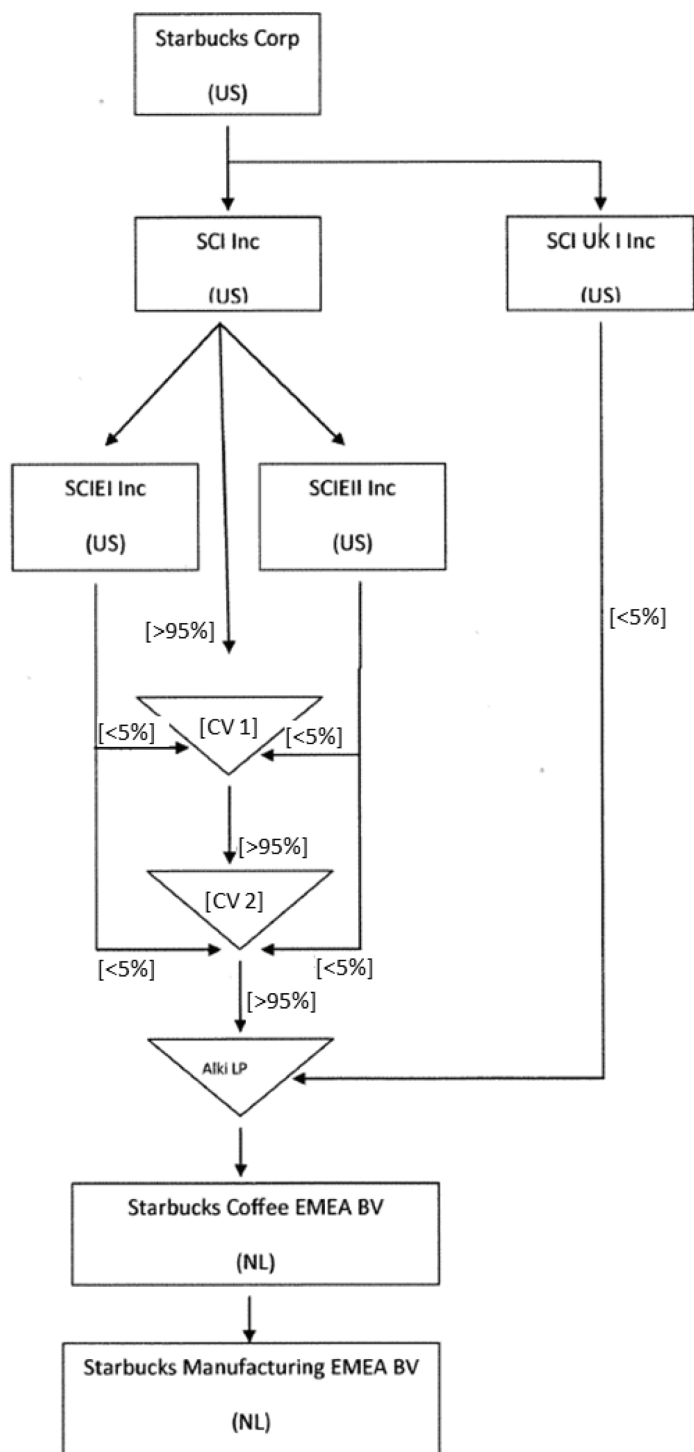 Starbucks Corp
(US)
SCI Inc
(US)
SCI UK I Inc
(US)
SCIEI Inc
(US)
SCIEII Inc
(US)
[>95%]
[<5%]
[<5%]
[CV 1]
[<5%]
[>95%]
[CV 2]
[<5%]
[<5%]
[>95%]
Alki LP
Starbucks Coffee EMEA BV
(NL)
Starbucks Manufacturing EMEA BV
(NL)